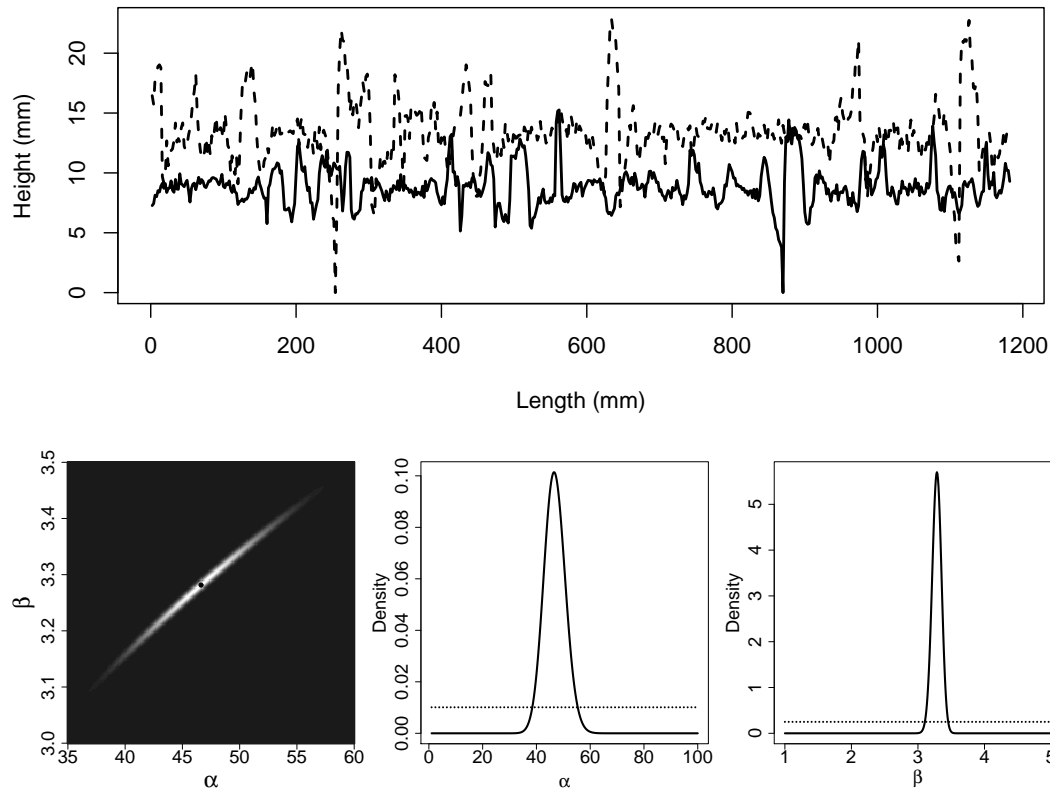 Height (mm)
0 5 10 15 20
0 200 400 600 800 1000 1200
Length (mm)
β
3.0 3.1 3.2 3.3 3.4 3.5
35 40 45 50 55 60
α
Density
0.00 0.02 0.04 0.06 0.08 0.10
0 20 40 60 80 100
α
Density
0 1 2 3 4 5
1 2 3 4 5
β